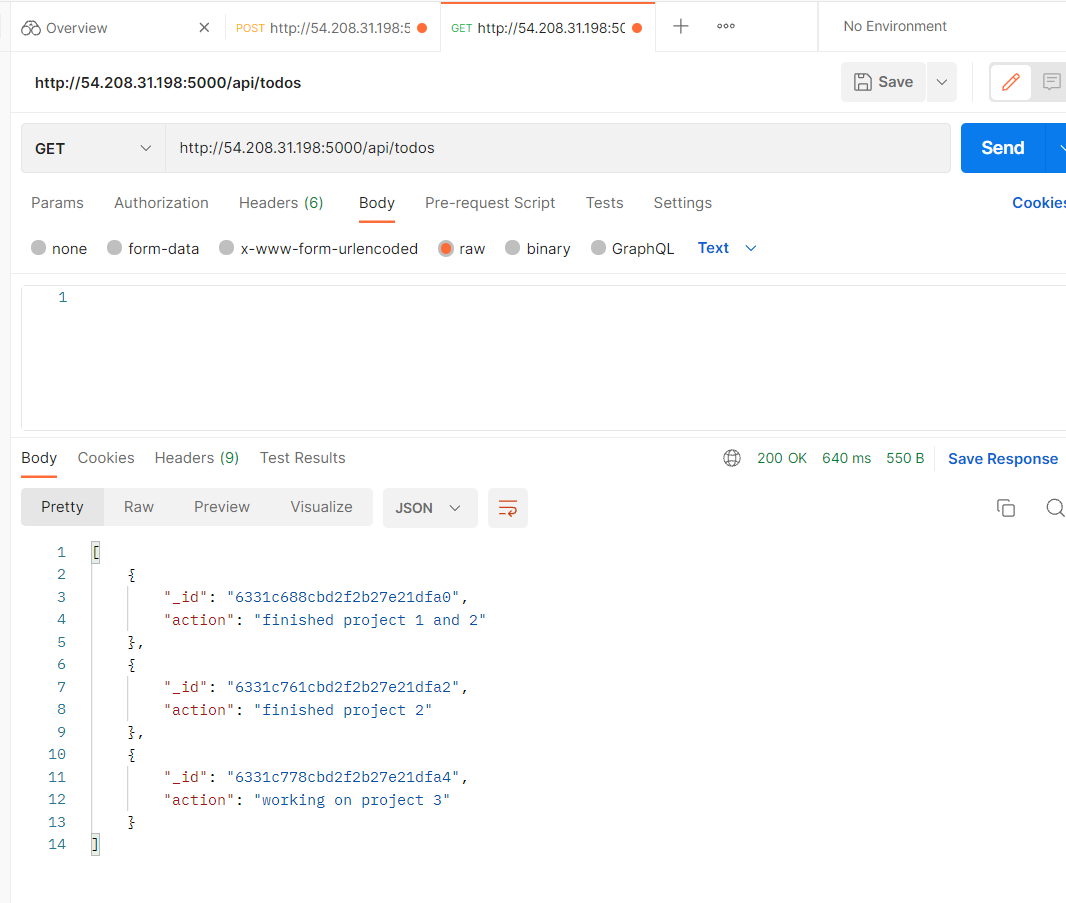 Overview
POST http://54.208.31.198:5
GET http://54.208.31.198:50
No Environment
http://54.208.31.198:5000/api/todos
Save
GET
http://54.208.31.198:5000/api/todos
Send
Params Authorization Headers (6) Body Pre-request Script Tests Settings Cookies
none form-data x-www-form-urlencoded raw binary GraphQL Text
1
Body Cookies Headers (9) Test Results 200 OK 640 ms 550 B Save Response
Pretty Raw Preview Visualize JSON
1 [
2 {
3 "_id": "6331c688cbd2f2b27e21dfa0",
4 "action": "finished project 1 and 2"
5 },
6 {
7 "_id": "6331c761cbd2f2b27e21dfa2",
8 "action": "finished project 2"
9 },
10 {
11 "_id": "6331c778cbd2f2b27e21dfa4",
12 "action": "working on project 3"
13 }
14 ]